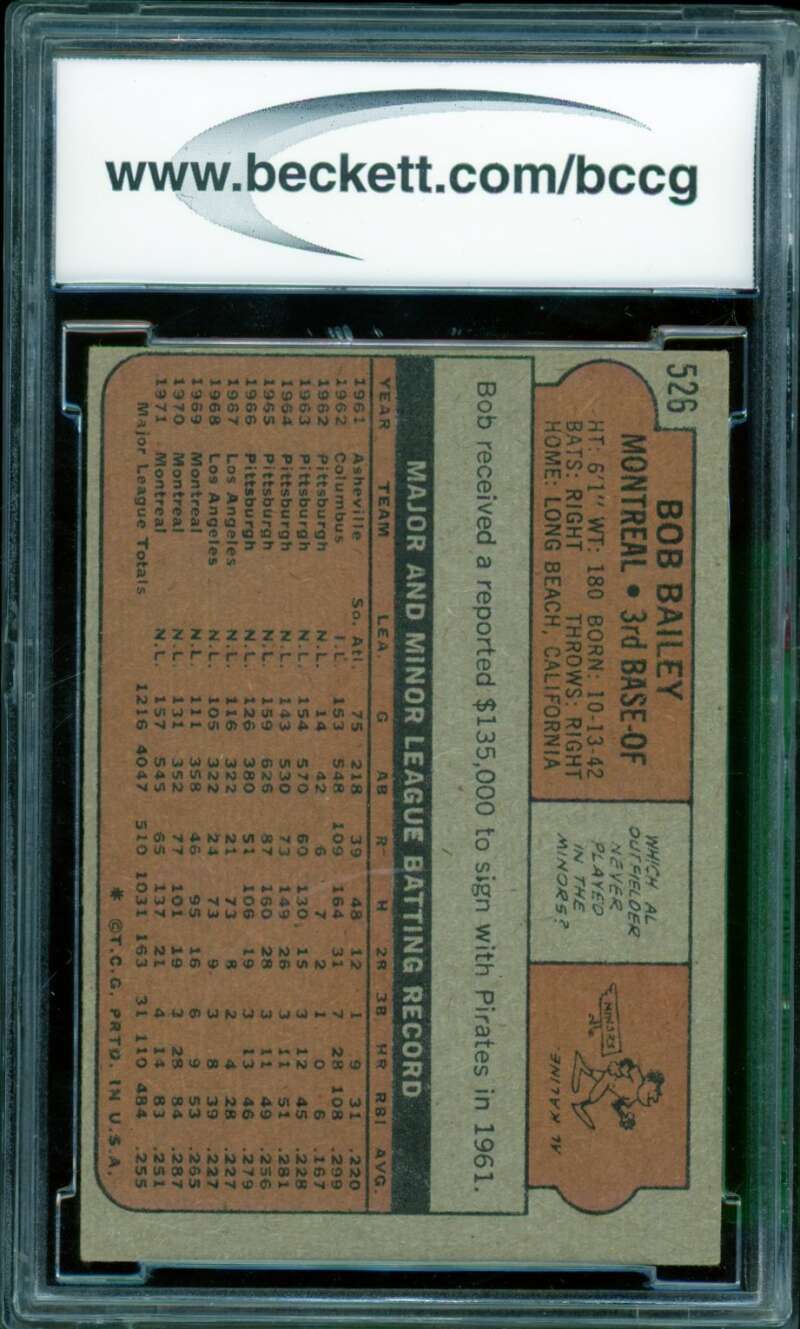 www.beckett.com/bccg
526
BOB BAILEY
MONTREAL • 3rd BASE-OF
HT: 6'1" WT: 180 BORN: 10-13-42
BATS: RIGHT THROWS: RIGHT
HOME: LONG BEACH, CALIFORNIA
WHICH AL
OUTFIELDER
NEVER
PLAYED
IN THE
MINORS?
MINORS
AL KALINE
Bob received a reported $135,000 to sign with Pirates in 1961.
MAJOR AND MINOR LEAGUE BATTING RECORD
YEAR TEAM LEA. G AB R H 2B 3B HR RBI AVG.
1961 Asheville So. Atl. 75 218 39 48 12 1 9 31 .220
1962 Columbus I.L. 153 548 109 164 31 7 28 108 .299
1962 Pittsburgh N.L. 14 42 6 7 2 1 0 6 .167
1963 Pittsburgh N.L. 154 570 60 130 15 3 12 45 .228
1964 Pittsburgh N.L. 143 530 73 149 26 3 11 51 .281
1965 Pittsburgh N.L. 159 626 87 160 28 3 11 49 .256
1966 Pittsburgh N.L. 126 380 51 106 19 3 13 46 .279
1967 Los Angeles N.L. 116 322 21 73 8 2 4 28 .227
1968 Los Angeles N.L. 105 322 24 73 9 3 8 39 .227
1969 Montreal N.L. 111 358 46 95 16 6 9 53 .265
1970 Montreal N.L. 131 352 77 101 19 3 28 84 .287
1971 Montreal N.L. 157 545 65 137 21 4 14 83 .251
Major League Totals 1216 4047 510 1031 163 31 110 484 .255
* ©T.C.G. PRTD. IN U.S.A.